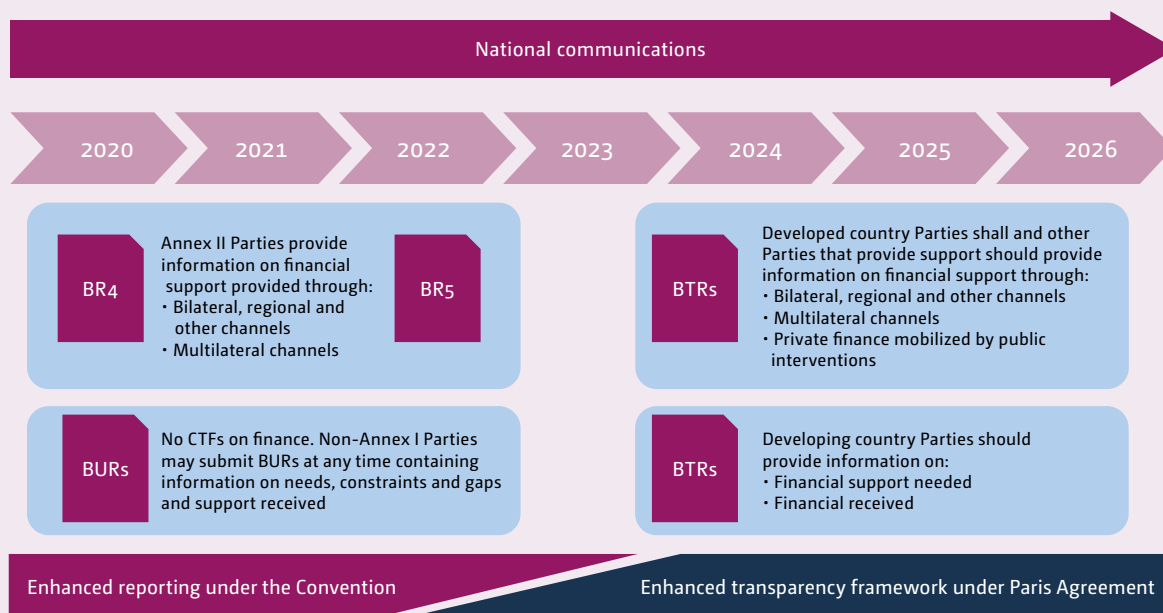 National communications
2020
2021
2022
2023
2024
2025
2026
BR4
Annex II Parties provide
information on financial
support provided through:
• Bilateral, regional and
other channels
• Multilateral channels
BR5
BTRs
Developed country Parties shall and other
Parties that provide support should provide
information on financial support through:
• Bilateral, regional and other channels
• Multilateral channels
• Private finance mobilized by public
interventions
BURs
No CTFs on finance. Non-Annex I Parties
may submit BURs at any time containing
information on needs, constraints and gaps
and support received
BTRs
Developing country Parties should
provide information on:
• Financial support needed
• Financial received
Enhanced reporting under the Convention
Enhanced transparency framework under Paris Agreement